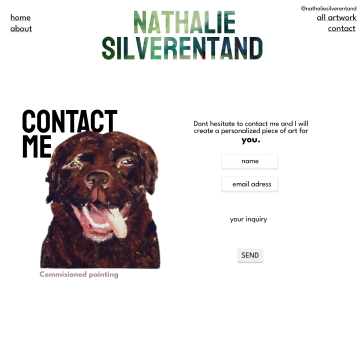 @nathaliesilverentand
home
about
NATHALIE
SILVERENTAND
all artwork
contact
CONTACT
ME
Dont hesitate to contact me and I will
create a personalized piece of art for
you.
name
email adress
your inquiry
SEND
Commisioned painting